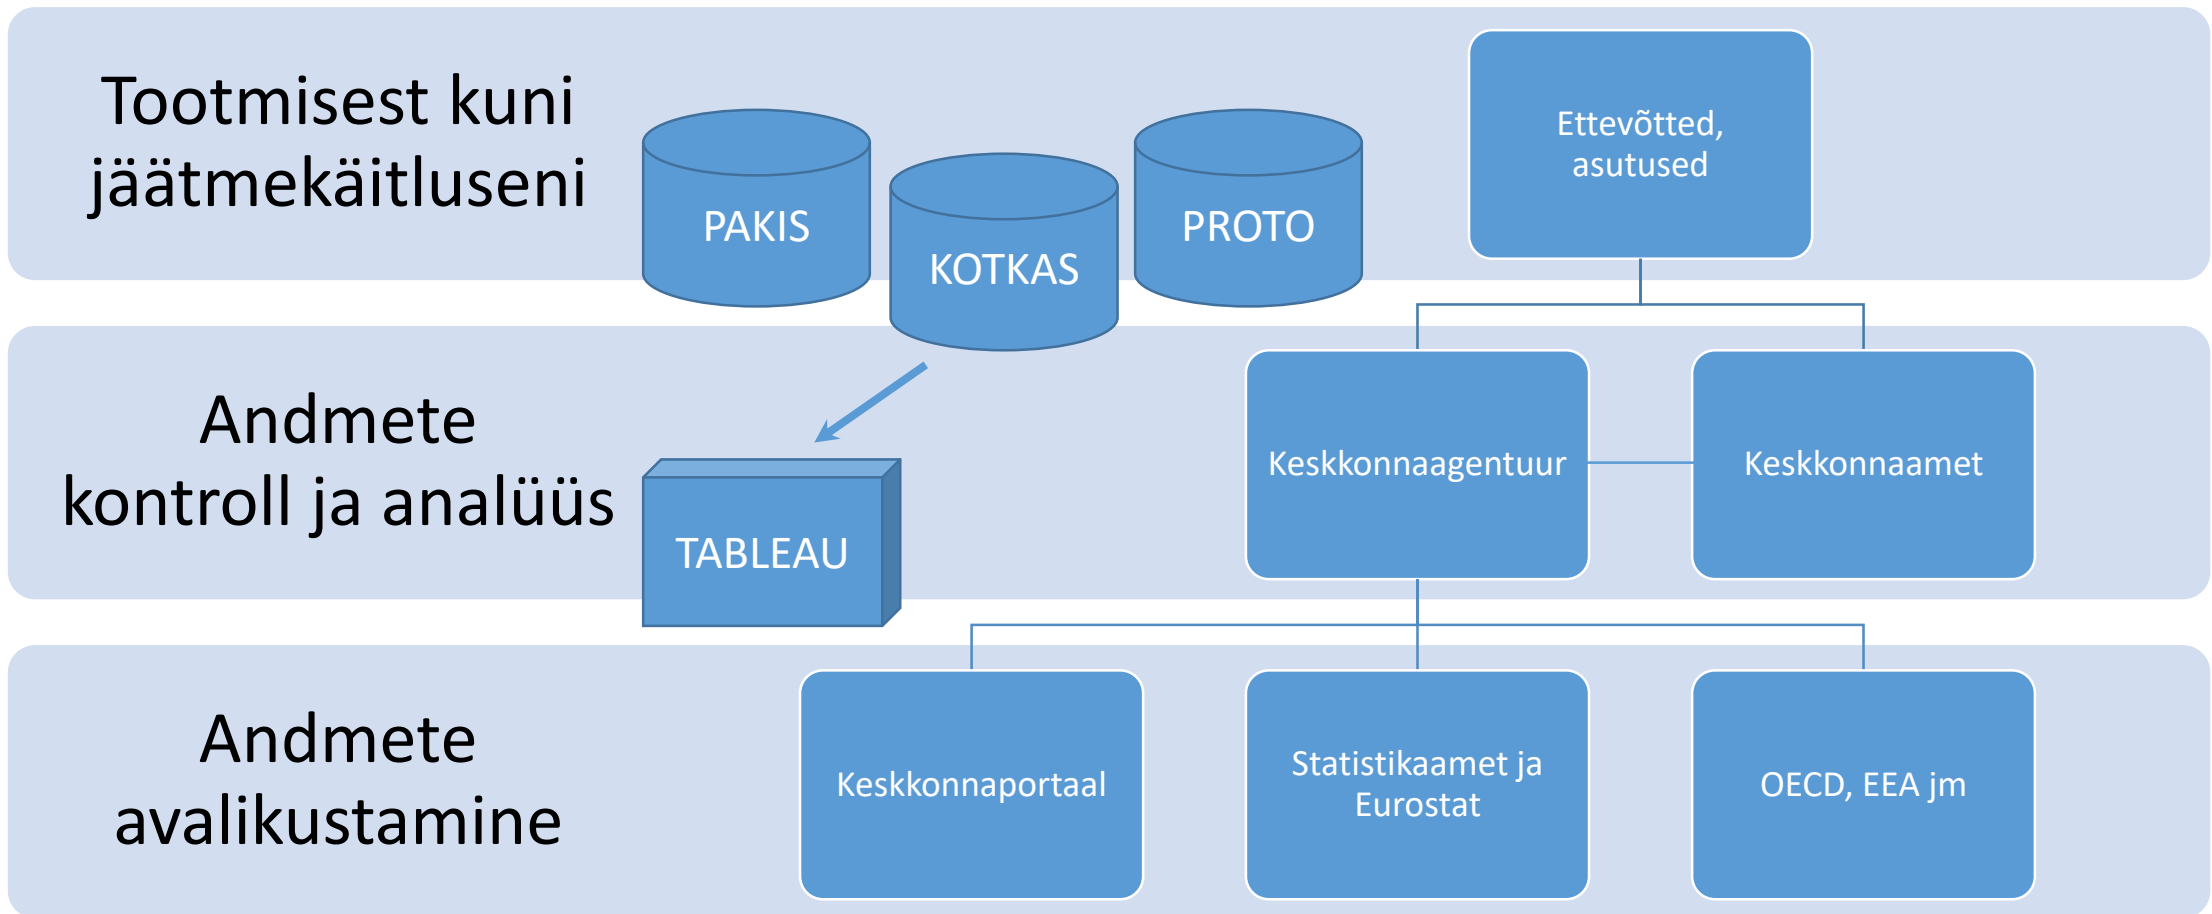 Tootmisest kuni
jäätmekäitluseni
PAKIS
KOTKAS
PROTO
Ettevõtted,
asutused
Andmete
kontroll ja analüüs
TABLEAU
Keskkonnaagentuur
Keskkonnaamet
Andmete
avalikustamine
Keskkonnaportaal
Statistikaamet ja
Eurostat
OECD, EEA jm